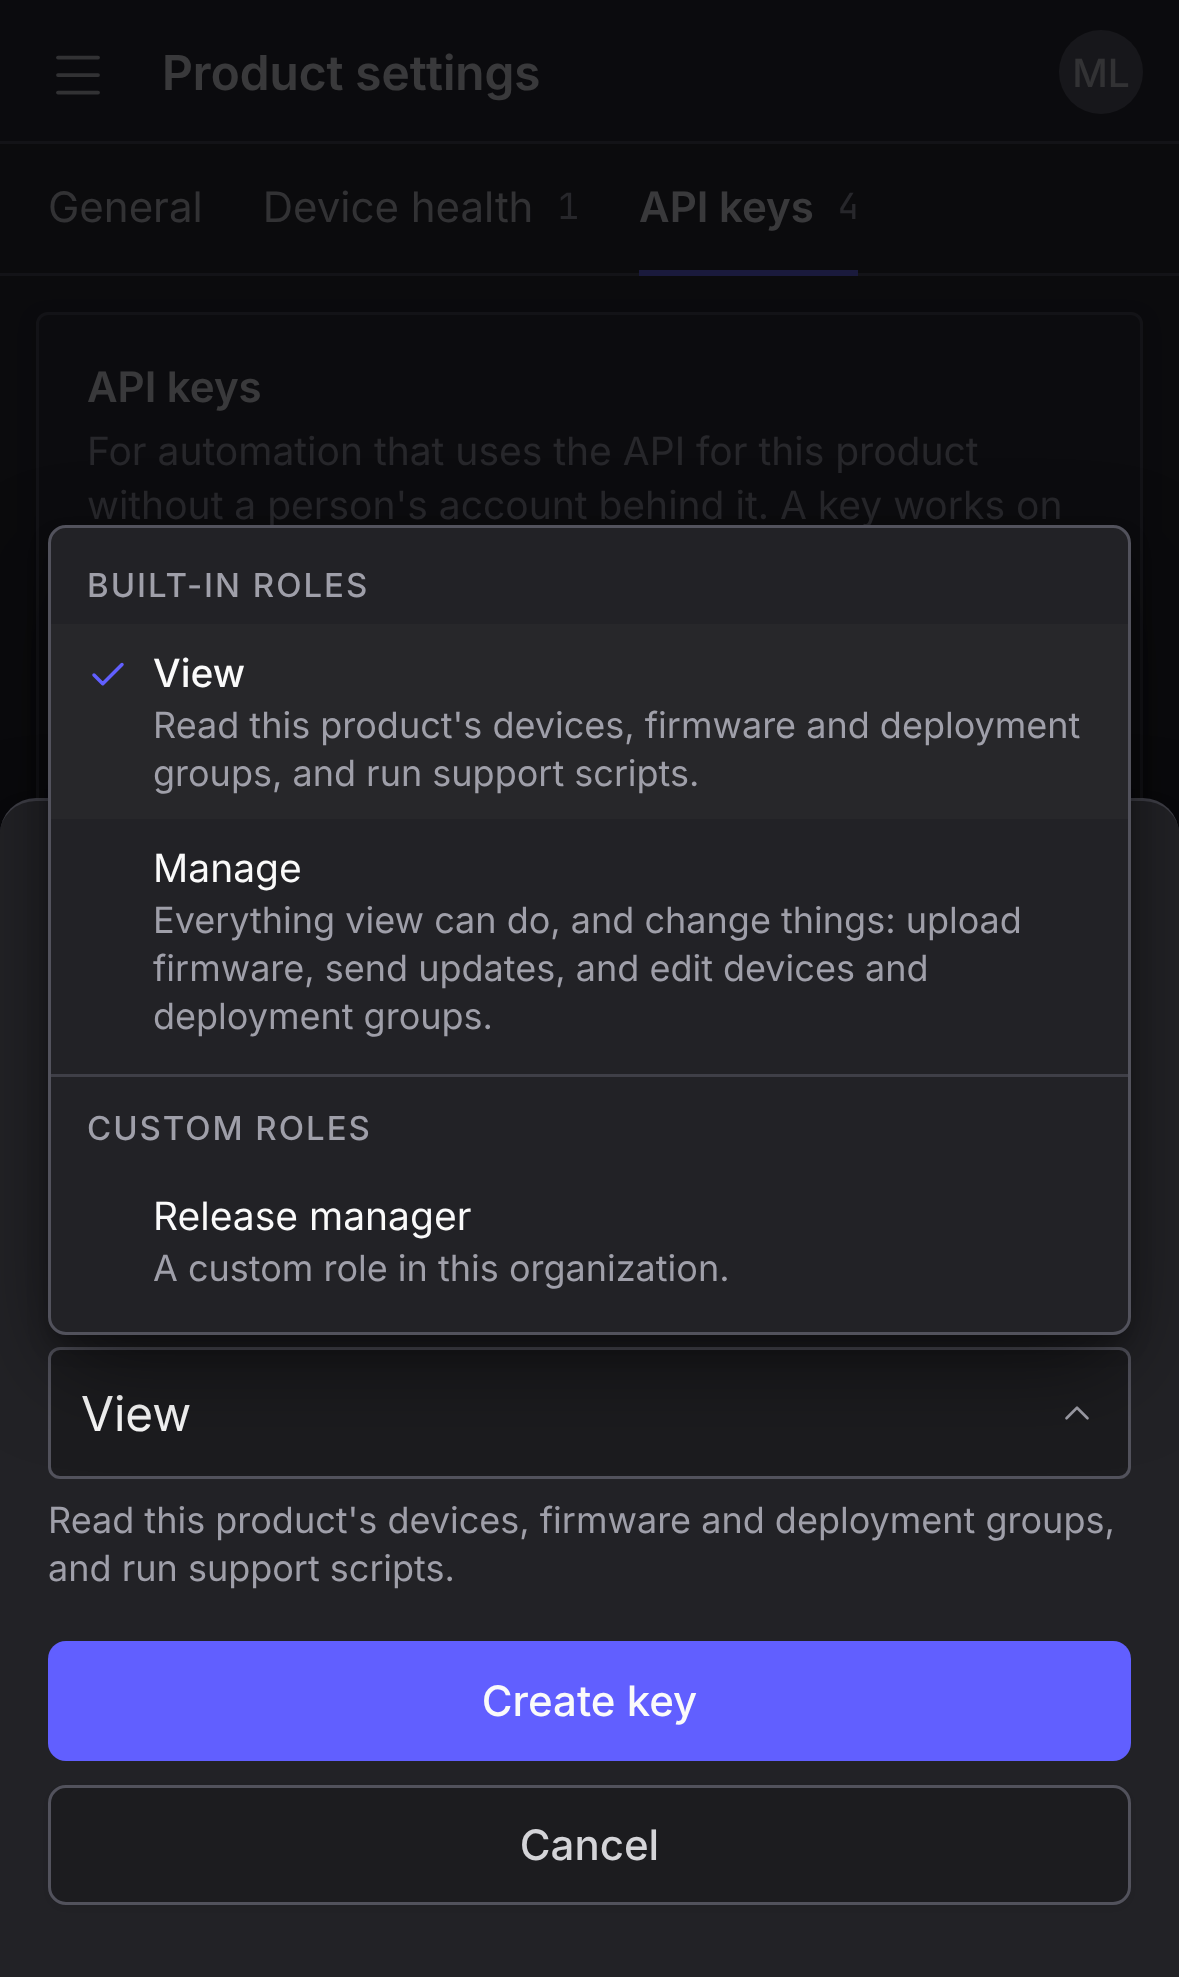 Product settings
ML
General
Device health 1
API keys 4
API keys
For automation that uses the API for this product
without a person's account behind it. A key works on
BUILT-IN ROLES
View
Read this product's devices, firmware and deployment
groups, and run support scripts.
Manage
Everything view can do, and change things: upload
firmware, send updates, and edit devices and
deployment groups.
CUSTOM ROLES
Release manager
A custom role in this organization.
View
Read this product's devices, firmware and deployment groups,
and run support scripts.
Create key
Cancel